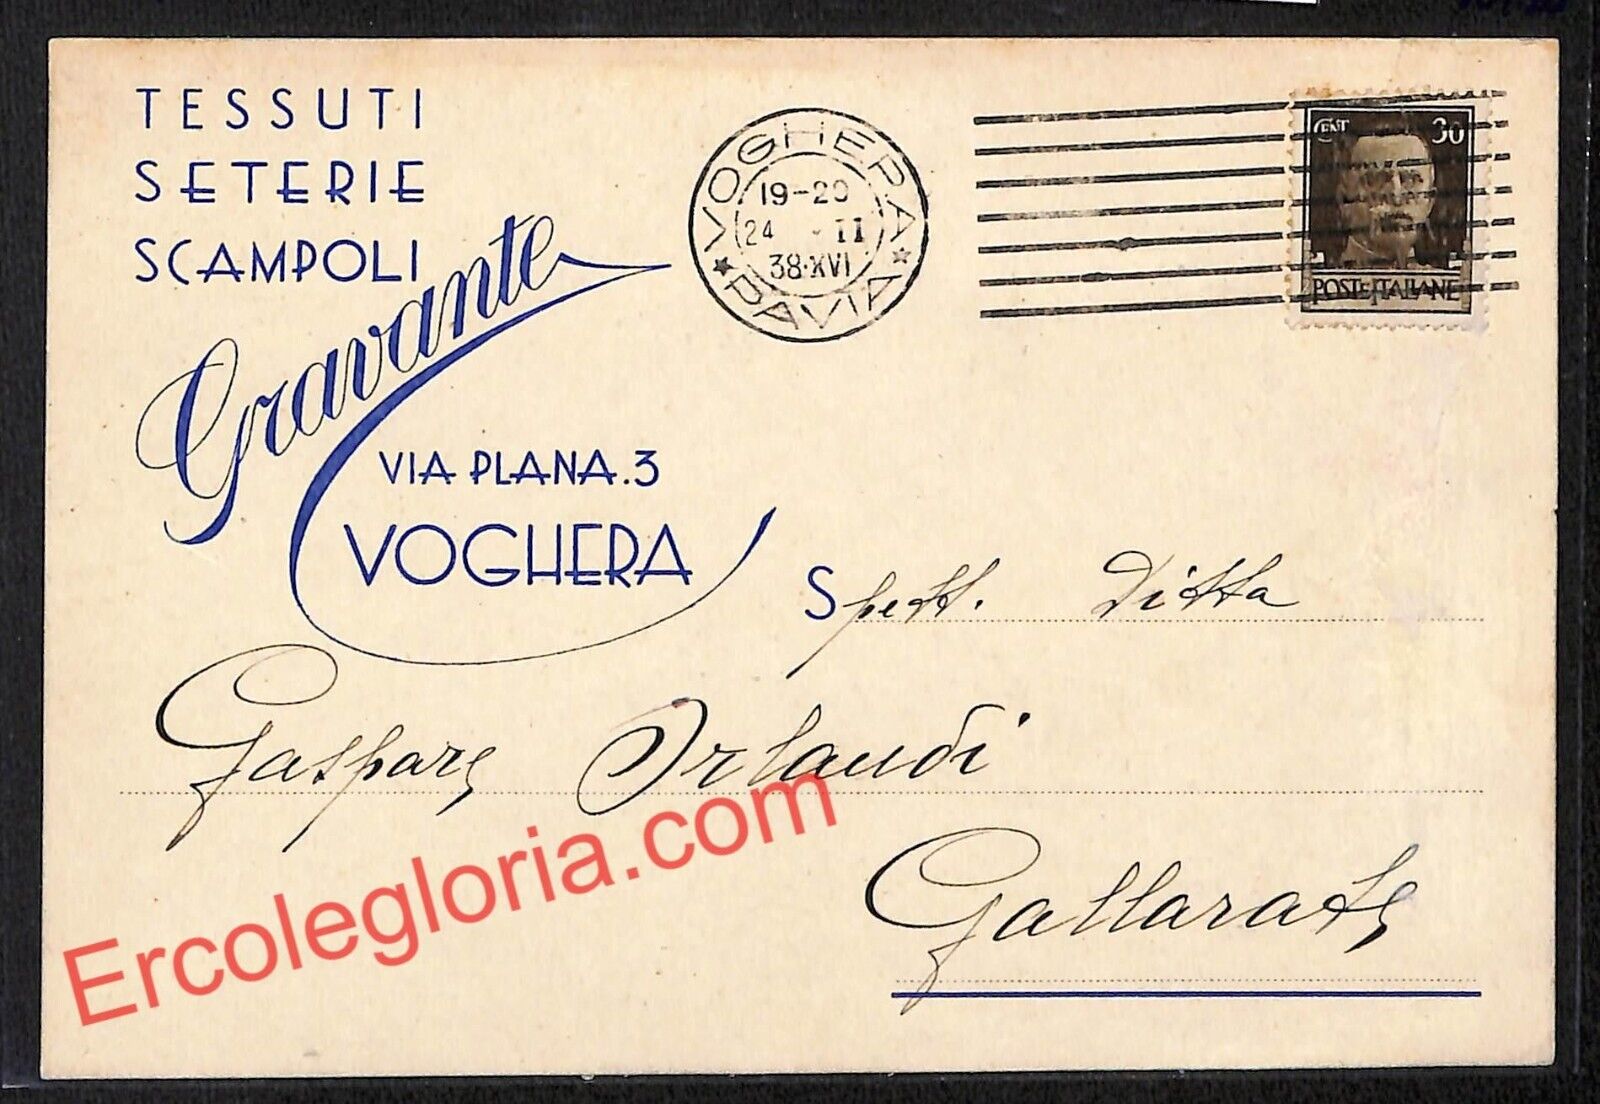 TESSUTI
SETERIE
SCAMPOLI
Gravante
VIA PLANA.3
VOGHERA
VOGHERA
19-20
24 - II
38·XVI
* PAVIA *
CENT 30
POSTE ITALIANE
Spett. Ditta
Gaspare Orlandi
Gallarate
Ercolegloria.com